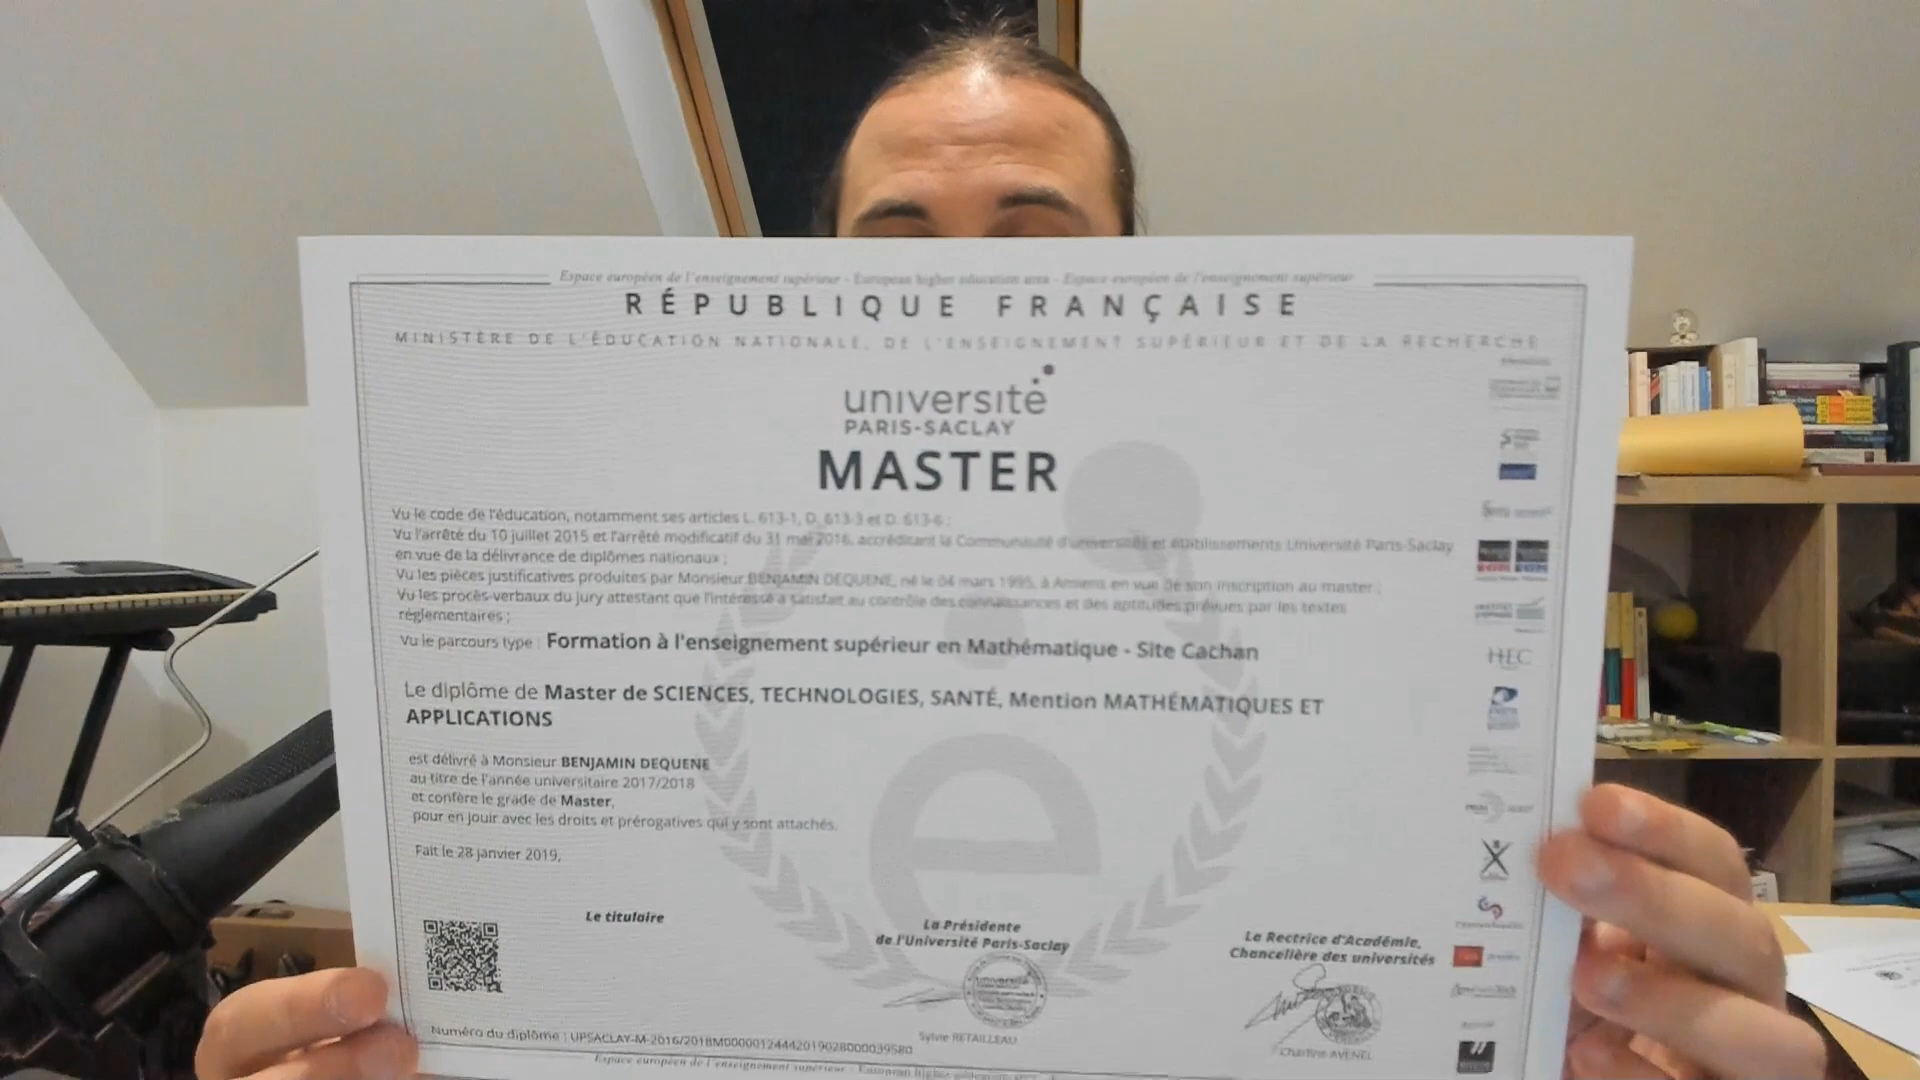 Espace européen de l'enseignement supérieur - European higher education area - Espace européen de l'enseignement supérieur
RÉPUBLIQUE FRANÇAISE
MINISTÈRE DE L'ÉDUCATION NATIONALE, DE L'ENSEIGNEMENT SUPÉRIEUR ET DE LA RECHERCHE
université
PARIS-SACLAY
MASTER
Vu le code de l'éducation, notamment ses articles L. 613-1, D. 613-3 et D. 613-6 ;
Vu l'arrêté du 10 juillet 2015 et l'arrêté modificatif du 31 mai 2016, accréditant la Communauté d'universités et établissements Université Paris-Saclay
en vue de la délivrance de diplômes nationaux ;
Vu les pièces justificatives produites par Monsieur BENJAMIN DEQUENE, né le 04 mars 1995, à Amiens en vue de son inscription au master ;
Vu les procès-verbaux du jury attestant que l'intéressé a satisfait au contrôle des connaissances et des aptitudes prévues par les textes
réglementaires ;
Vu le parcours type : Formation à l'enseignement supérieur en Mathématique - Site Cachan
Le diplôme de Master de SCIENCES, TECHNOLOGIES, SANTÉ, Mention MATHÉMATIQUES ET
APPLICATIONS
est délivré à Monsieur BENJAMIN DEQUENE
au titre de l'année universitaire 2017/2018
et confère le grade de Master,
pour en jouir avec les droits et prérogatives qui y sont attachés.
Fait le 28 janvier 2019,
Le titulaire
La Présidente
de l'Université Paris-Saclay
La Rectrice d'Académie,
Chancelière des universités
Sylvie RETAILLEAU
Charline AVENEL
Numéro du diplôme : UPSACLAY-M-2016/2018M00000124442019028000039580
Espace européen de l'enseignement supérieur - European higher education
HEC